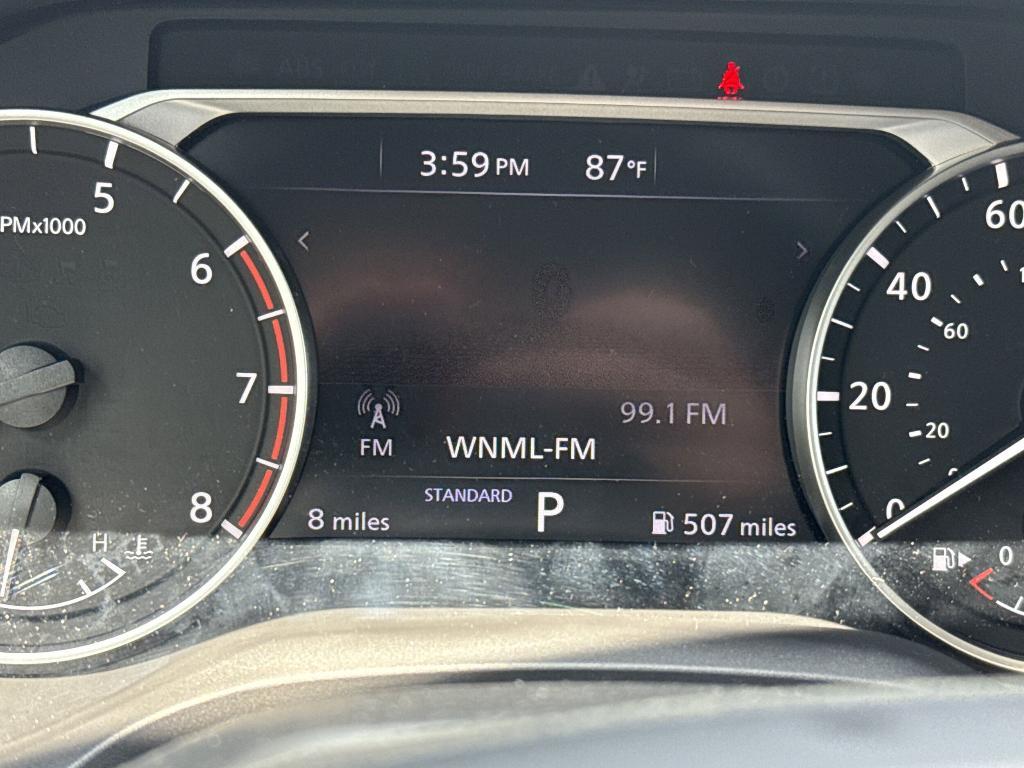 3:59 PM 87°F
5
PMx1000
6
7
8
H
60
40
60
20
20
0
0
<
>
99.1 FM
FM
WNML-FM
STANDARD
P
8 miles
507 miles